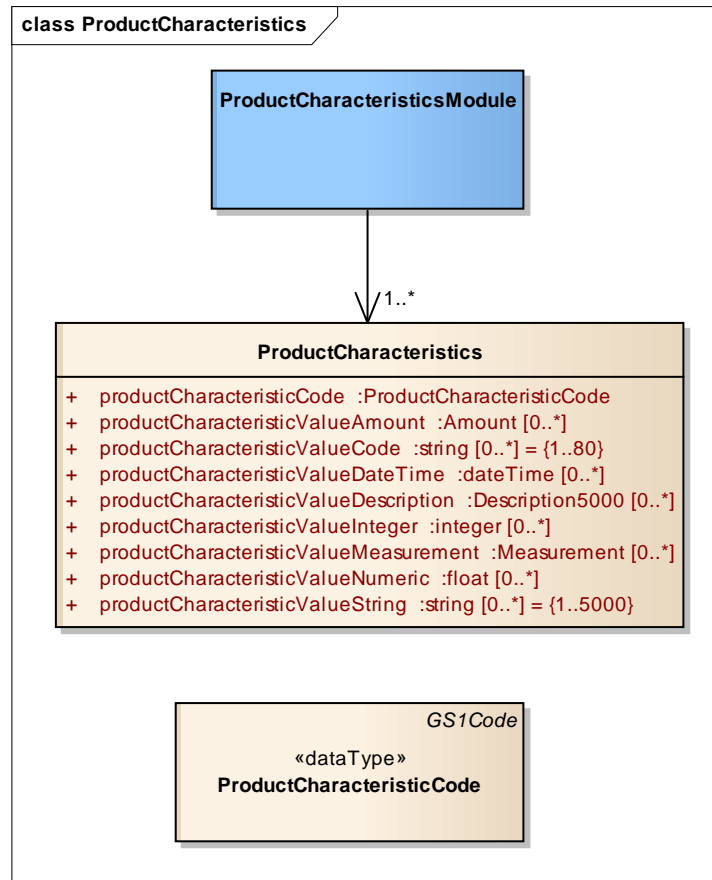 class ProductCharacteristics
ProductCharacteristicsModule
1..*
ProductCharacteristics
+ productCharacteristicCode :ProductCharacteristicCode
+ productCharacteristicValueAmount :Amount [0..*]
+ productCharacteristicValueCode :string [0..*] = {1..80}
+ productCharacteristicValueDateTime :dateTime [0..*]
+ productCharacteristicValueDescription :Description5000 [0..*]
+ productCharacteristicValueInteger :integer [0..*]
+ productCharacteristicValueMeasurement :Measurement [0..*]
+ productCharacteristicValueNumeric :float [0..*]
+ productCharacteristicValueString :string [0..*] = {1..5000}
GS1Code
«dataType»
ProductCharacteristicCode